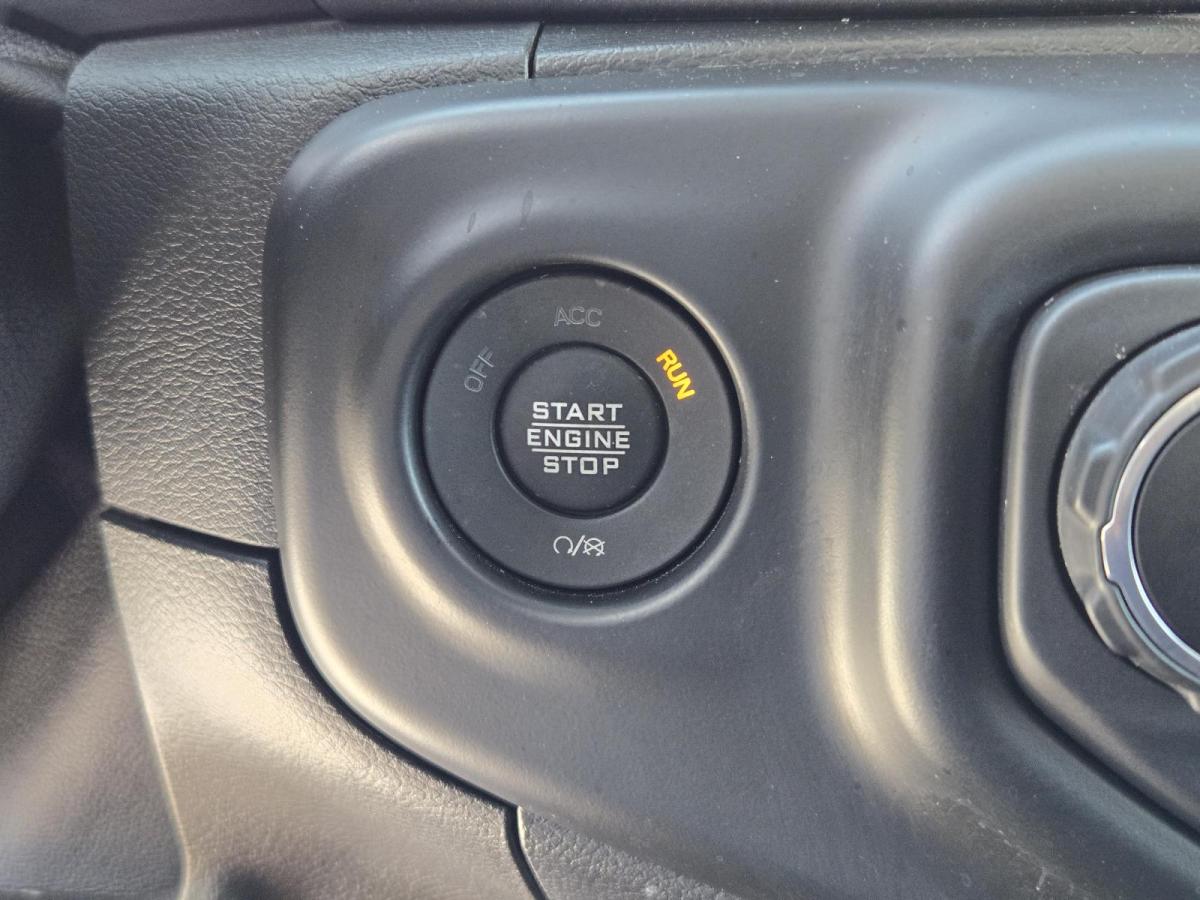 ACC
OFF
RUN
START
ENGINE
STOP